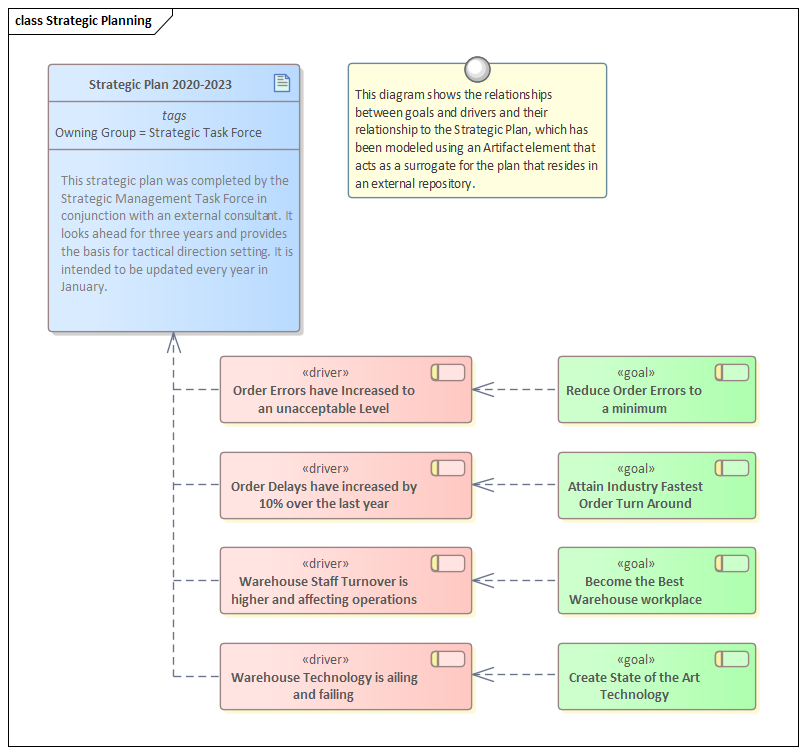 class Strategic Planning
Strategic Plan 2020-2023
tags
Owning Group = Strategic Task Force
This strategic plan was completed by the
Strategic Management Task Force in
conjunction with an external consultant. It
looks ahead for three years and provides
the basis for tactical direction setting. It is
intended to be updated every year in
January.
This diagram shows the relationships
between goals and drivers and their
relationship to the Strategic Plan, which has
been modeled using an Artifact element that
acts as a surrogate for the plan that resides in
an external repository.
«driver»
Order Errors have Increased to
an unacceptable Level
«goal»
Reduce Order Errors to
a minimum
«driver»
Order Delays have increased by
10% over the last year
«goal»
Attain Industry Fastest
Order Turn Around
«driver»
Warehouse Staff Turnover is
higher and affecting operations
«goal»
Become the Best
Warehouse workplace
«driver»
Warehouse Technology is ailing
and failing
«goal»
Create State of the Art
Technology